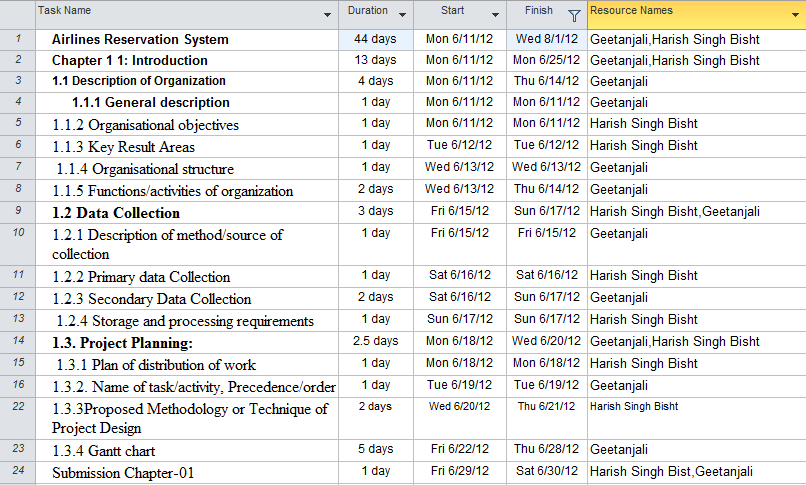 Task Name Duration Start Finish Resource Names
1 Airlines Reservation System 44 days Mon 6/11/12 Wed 8/1/12 Geetanjali,Harish Singh Bisht
2 Chapter 1 1: Introduction 13 days Mon 6/11/12 Mon 6/25/12 Geetanjali,Harish Singh Bisht
3 1.1 Description of Organization 4 days Mon 6/11/12 Thu 6/14/12 Geetanjali
4 1.1.1 General description 1 day Mon 6/11/12 Mon 6/11/12 Geetanjali
5 1.1.2 Organisational objectives 1 day Mon 6/11/12 Mon 6/11/12 Harish Singh Bisht
6 1.1.3 Key Result Areas 1 day Tue 6/12/12 Tue 6/12/12 Harish Singh Bisht
7 1.1.4 Organisational structure 1 day Wed 6/13/12 Wed 6/13/12 Geetanjali
8 1.1.5 Functions/activities of organization 2 days Wed 6/13/12 Thu 6/14/12 Geetanjali
9 1.2 Data Collection 3 days Fri 6/15/12 Sun 6/17/12 Harish Singh Bisht,Geetanjali
10 1.2.1 Description of method/source of 1 day Fri 6/15/12 Fri 6/15/12 Geetanjali
collection
11 1.2.2 Primary data Collection 1 day Sat 6/16/12 Sat 6/16/12 Harish Singh Bisht
12 1.2.3 Secondary Data Collection 2 days Sat 6/16/12 Sun 6/17/12 Geetanjali
13 1.2.4 Storage and processing requirements 1 day Sun 6/17/12 Sun 6/17/12 Harish Singh Bisht
14 1.3. Project Planning: 2.5 days Mon 6/18/12 Wed 6/20/12 Geetanjali,Harish Singh Bisht
15 1.3.1 Plan of distribution of work 1 day Mon 6/18/12 Mon 6/18/12 Harish Singh Bisht
16 1.3.2. Name of task/activity, Precedence/order 1 day Tue 6/19/12 Tue 6/19/12 Geetanjali
22 1.3.3Proposed Methodology or Technique of 2 days Wed 6/20/12 Thu 6/21/12 Harish Singh Bisht
Project Design
23 1.3.4 Gantt chart 5 days Fri 6/22/12 Thu 6/28/12 Geetanjali
24 Submission Chapter-01 1 day Fri 6/29/12 Sat 6/30/12 Harish Singh Bist,Geetanjali